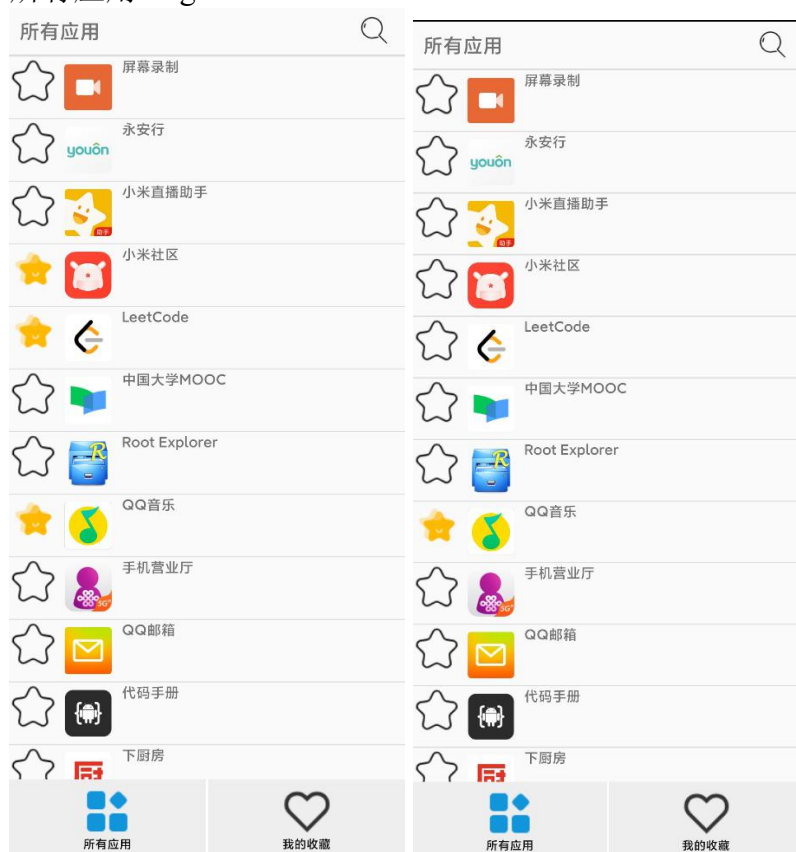 所有应用
屏幕录制
永安行
youôn
小米直播助手
助手
小米社区
LeetCode
中国大学MOOC
Root Explorer
R
QQ音乐
手机营业厅
5G
QQ邮箱
代码手册
下厨房
所有应用
我的收藏
所有应用
屏幕录制
永安行
youôn
小米直播助手
助手
小米社区
LeetCode
中国大学MOOC
Root Explorer
R
QQ音乐
手机营业厅
5G
QQ邮箱
代码手册
下厨房
所有应用
我的收藏